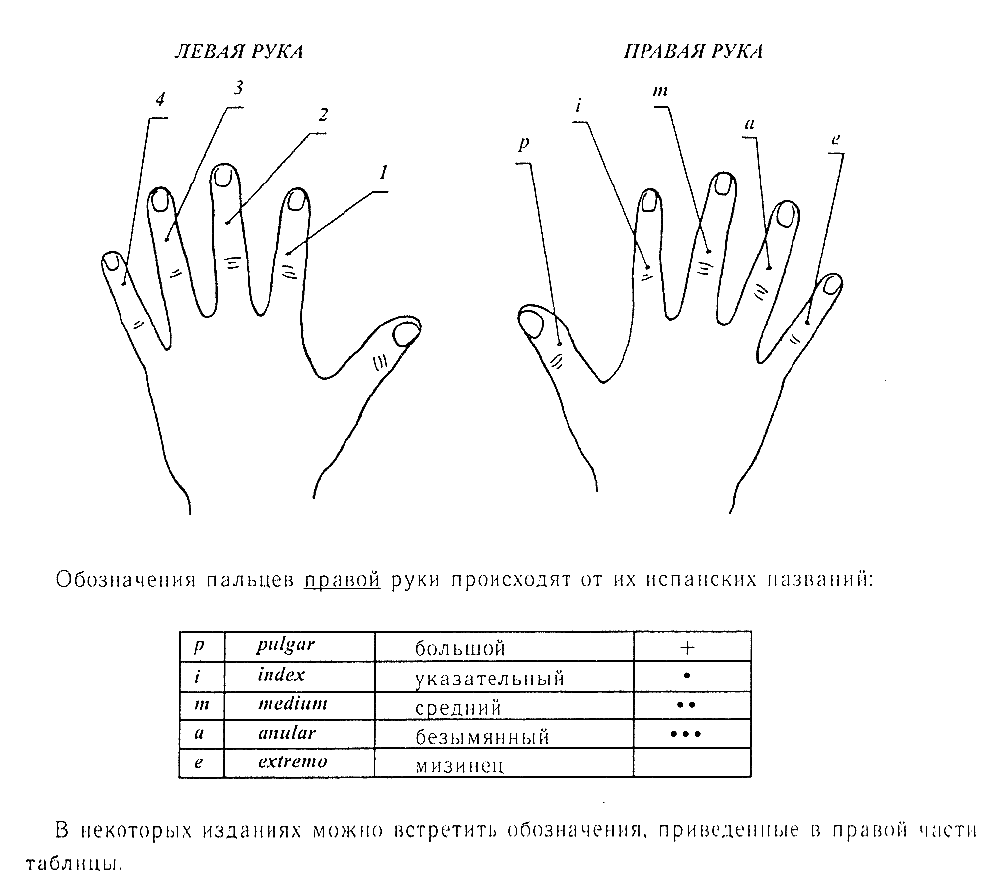 ЛЕВАЯ РУКА
ПРАВАЯ РУКА
4
3
2
1
p
i
m
a
e
Обозначения пальцев правой руки происходят от их испанских названий:
p pulgar большой +
i index указательный •
m medium средний ••
a anular безымянный •••
e extremo мизинец
В некоторых изданиях можно встретить обозначения, приведенные в правой части
таблицы.